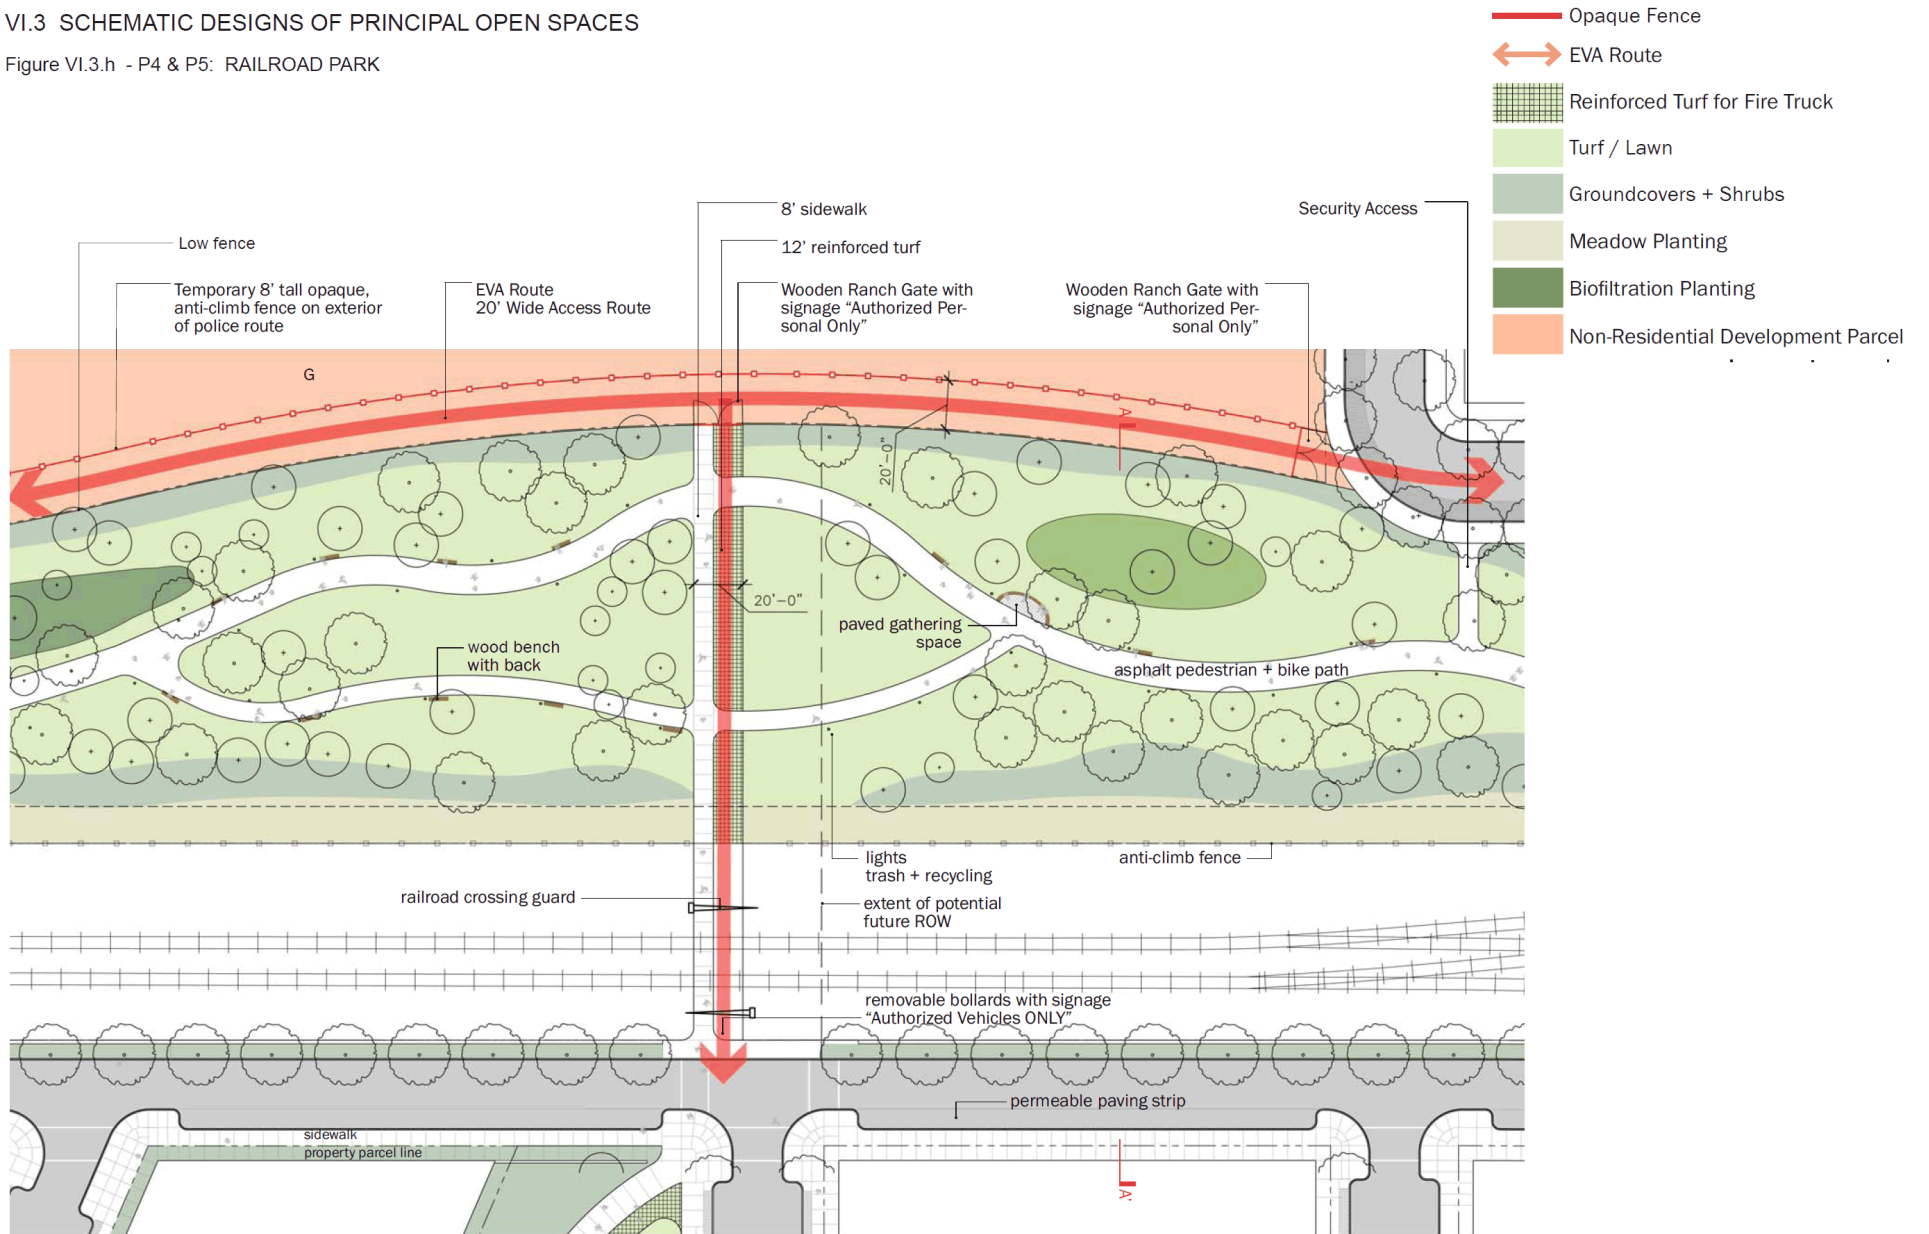 VI.3 SCHEMATIC DESIGNS OF PRINCIPAL OPEN SPACES
Figure VI.3.h - P4 & P5: RAILROAD PARK
Opaque Fence
EVA Route
Reinforced Turf for Fire Truck
Turf / Lawn
Groundcovers + Shrubs
Meadow Planting
Biofiltration Planting
Non-Residential Development Parcel
8' sidewalk
Security Access
Low fence
12' reinforced turf
Temporary 8' tall opaque,
anti-climb fence on exterior
of police route
EVA Route
20' Wide Access Route
Wooden Ranch Gate with
signage “Authorized Per-
sonal Only”
Wooden Ranch Gate with
signage “Authorized Per-
sonal Only”
G
A
20'-0"
20'-0"
paved gathering
space
wood bench
with back
asphalt pedestrian + bike path
lights
trash + recycling
anti-climb fence
railroad crossing guard
extent of potential
future ROW
removable bollards with signage
“Authorized Vehicles ONLY”
permeable paving strip
sidewalk
property parcel line
A'